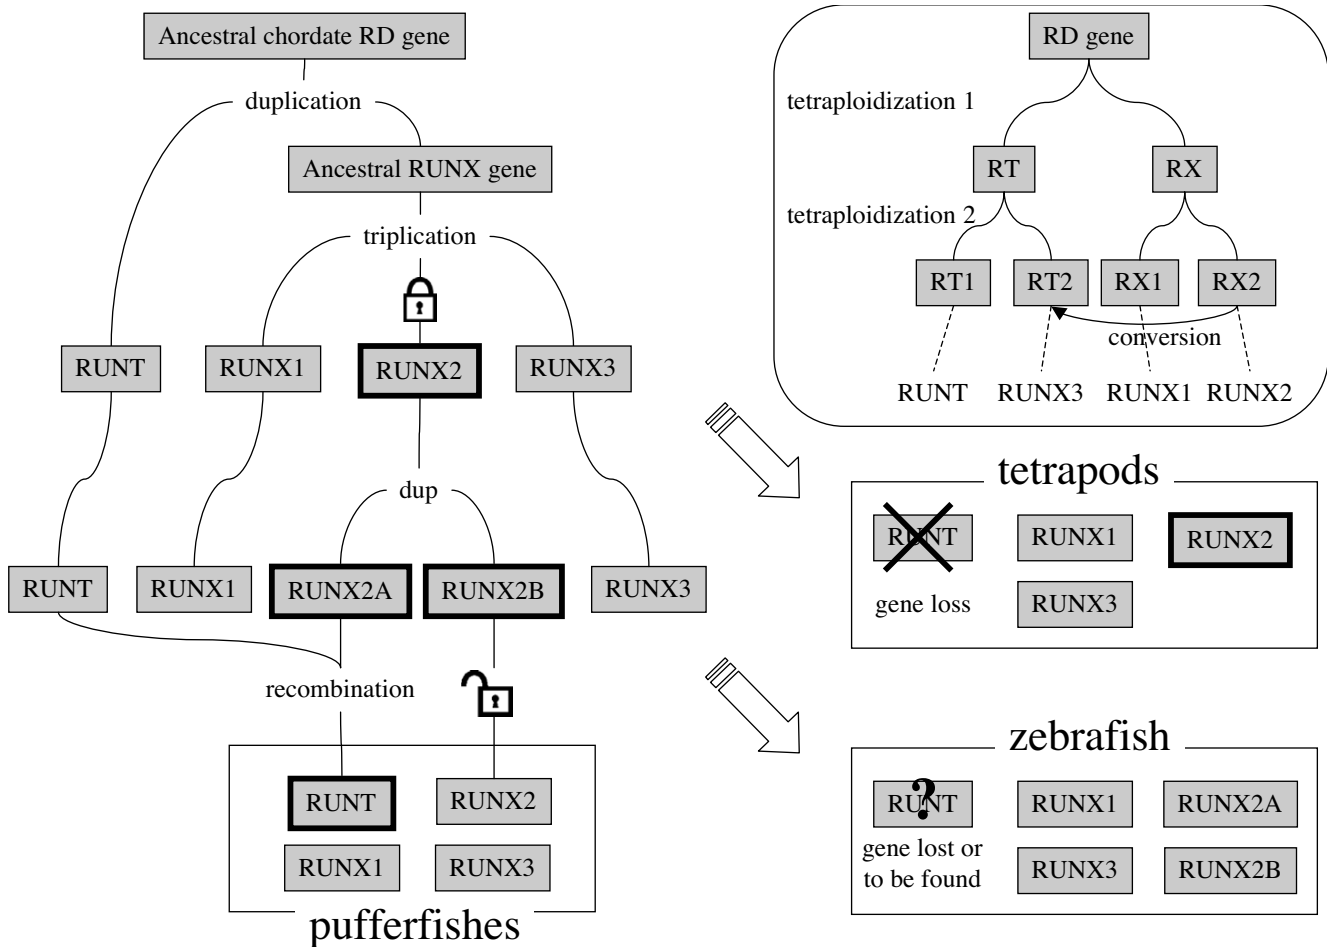 Ancestral chordate RD gene
duplication
Ancestral RUNX gene
triplication
RUNT
RUNX1
RUNX2
RUNX3
dup
RUNT
RUNX1
RUNX2A
RUNX2B
RUNX3
recombination
RUNT
RUNX2
RUNX1
RUNX3
pufferfishes
RD gene
tetraploidization 1
RT
RX
tetraploidization 2
RT1
RT2
RX1
RX2
conversion
RUNT
RUNX3
RUNX1
RUNX2
tetrapods
RUNT
RUNX1
RUNX2
gene loss
RUNX3
zebrafish
RUNT
?
RUNX1
RUNX2A
gene lost or
to be found
RUNX3
RUNX2B